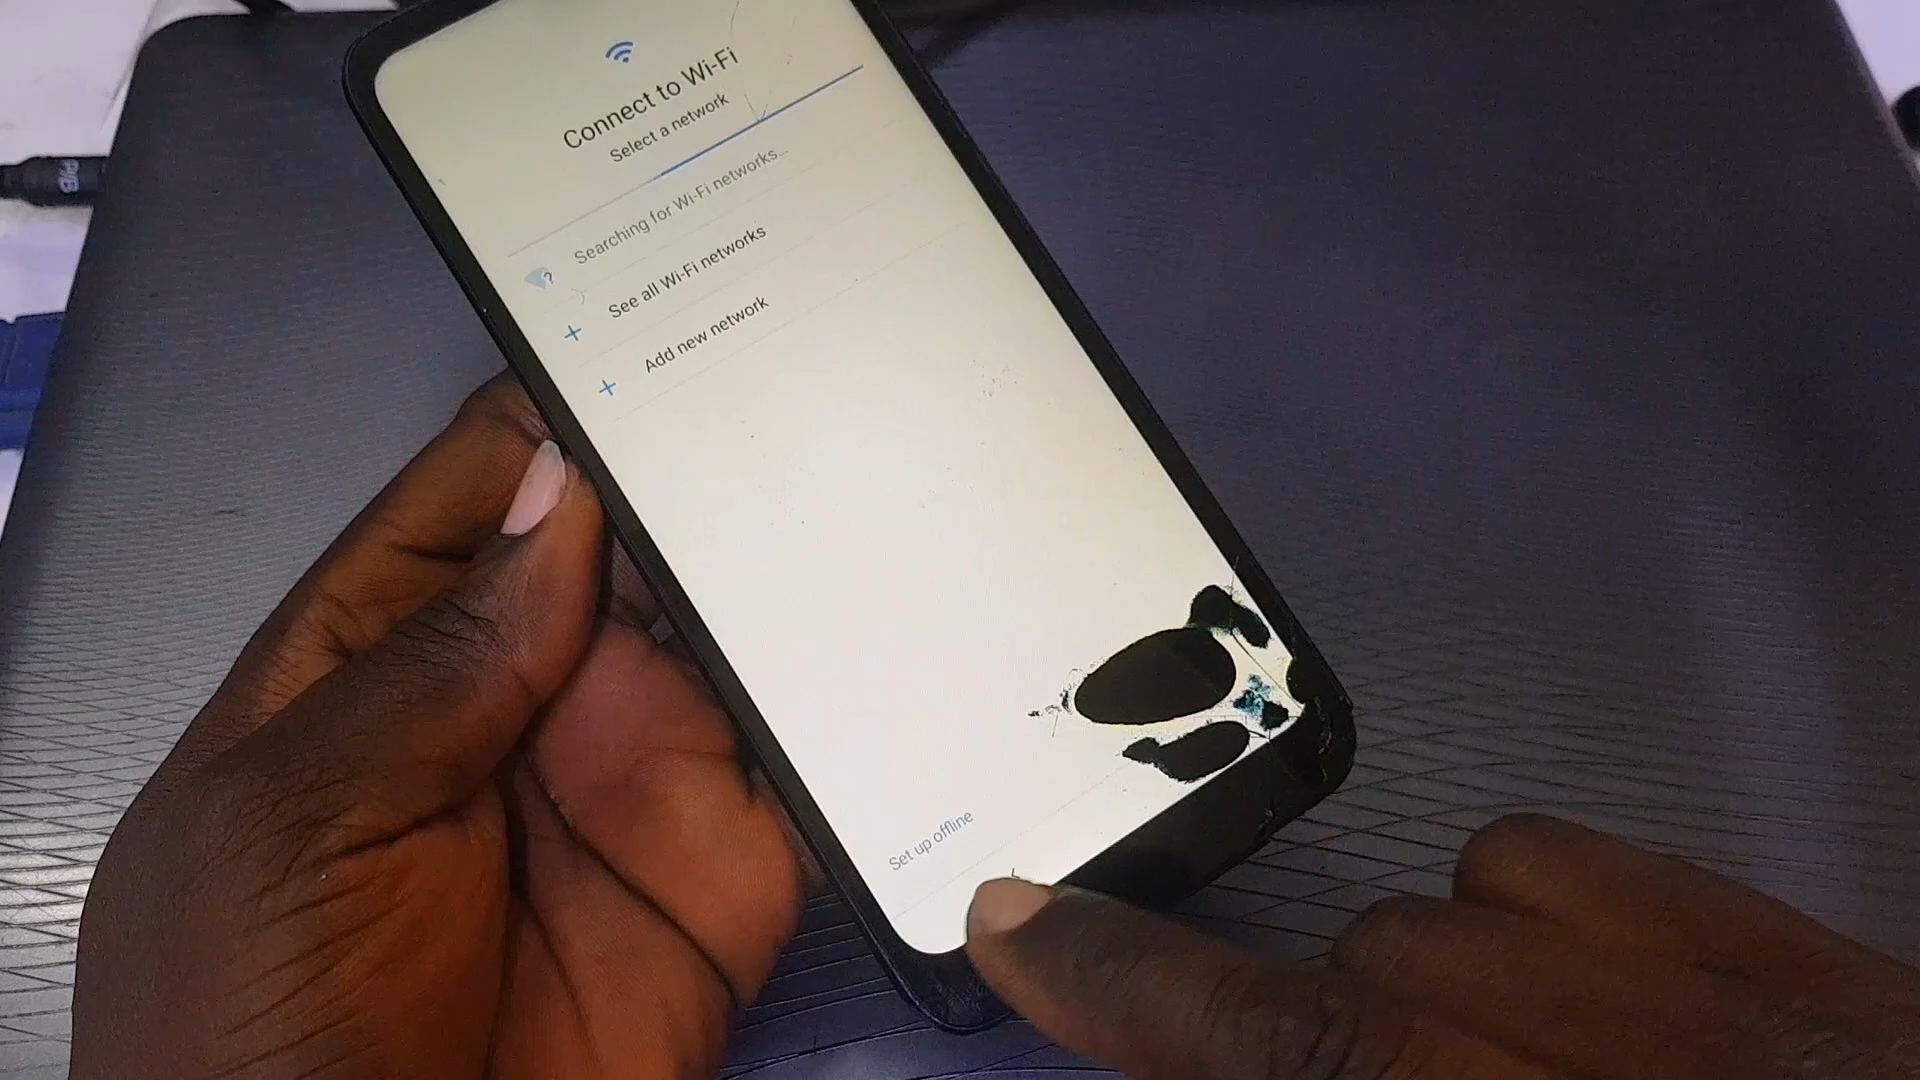 Connect to Wi-Fi
Select a network
Searching for Wi-Fi networks...
See all Wi-Fi networks
Add new network
Set up offline